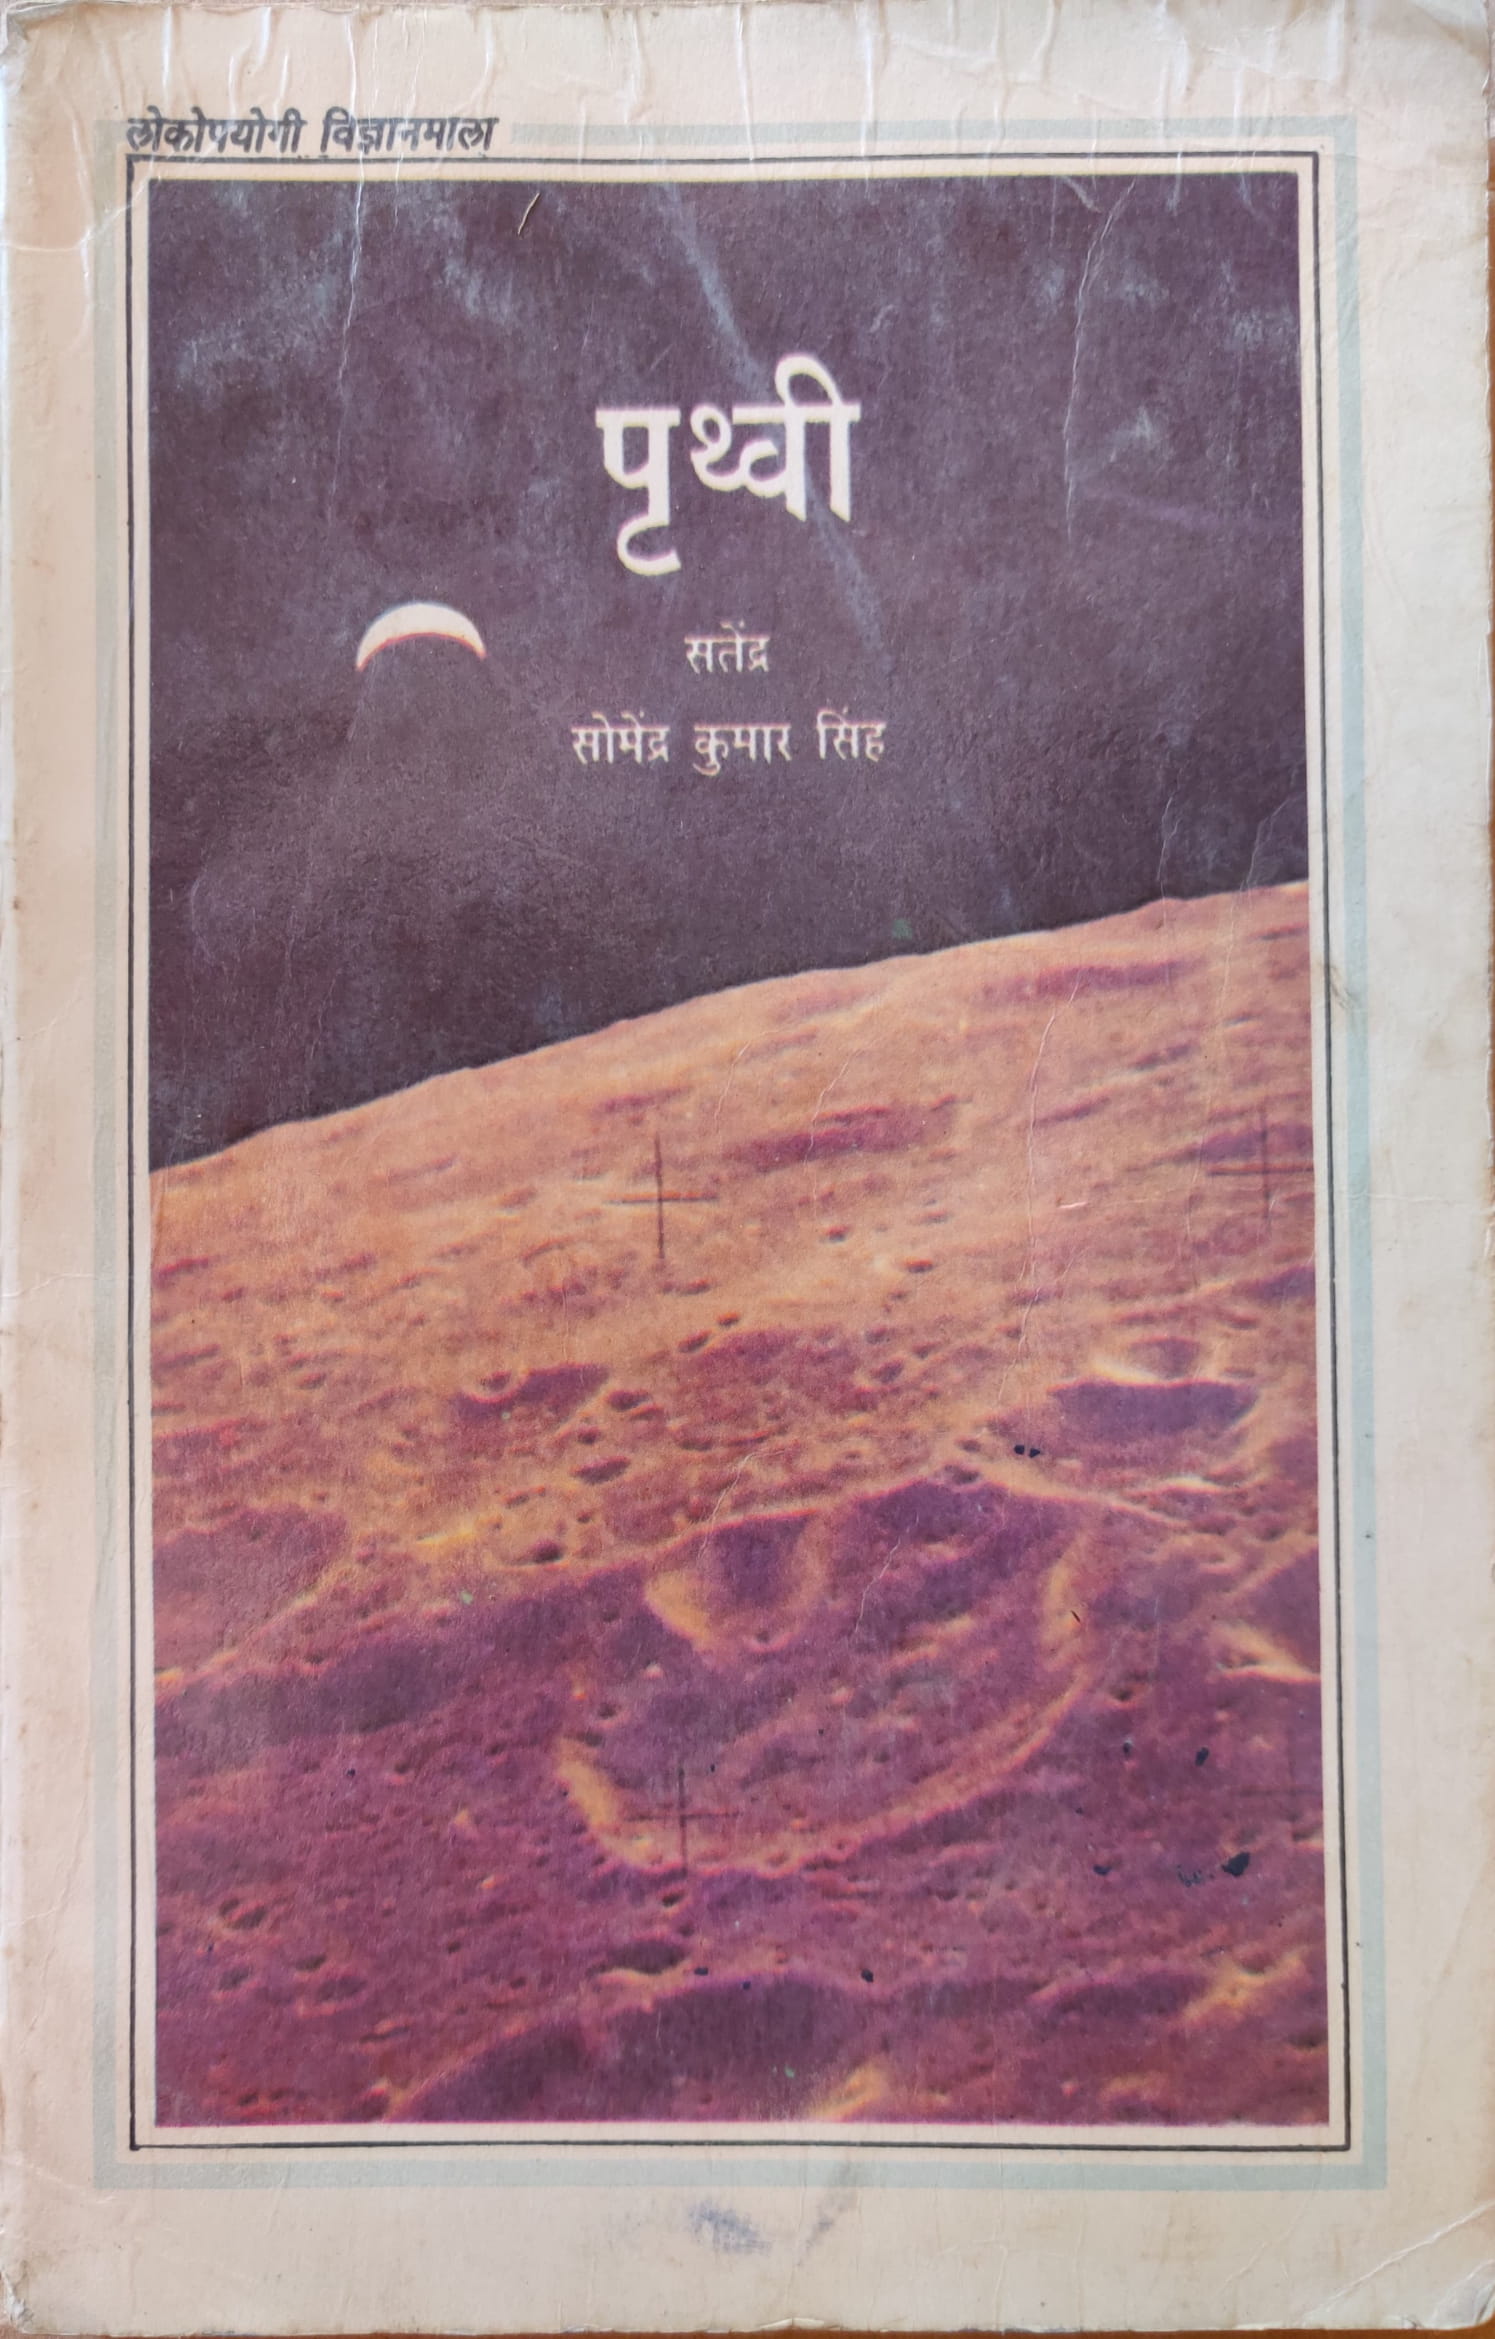 लोकोपयोगी विज्ञानमाला
पृथ्वी
सतेंद्र
सोमेंद्र कुमार सिंह